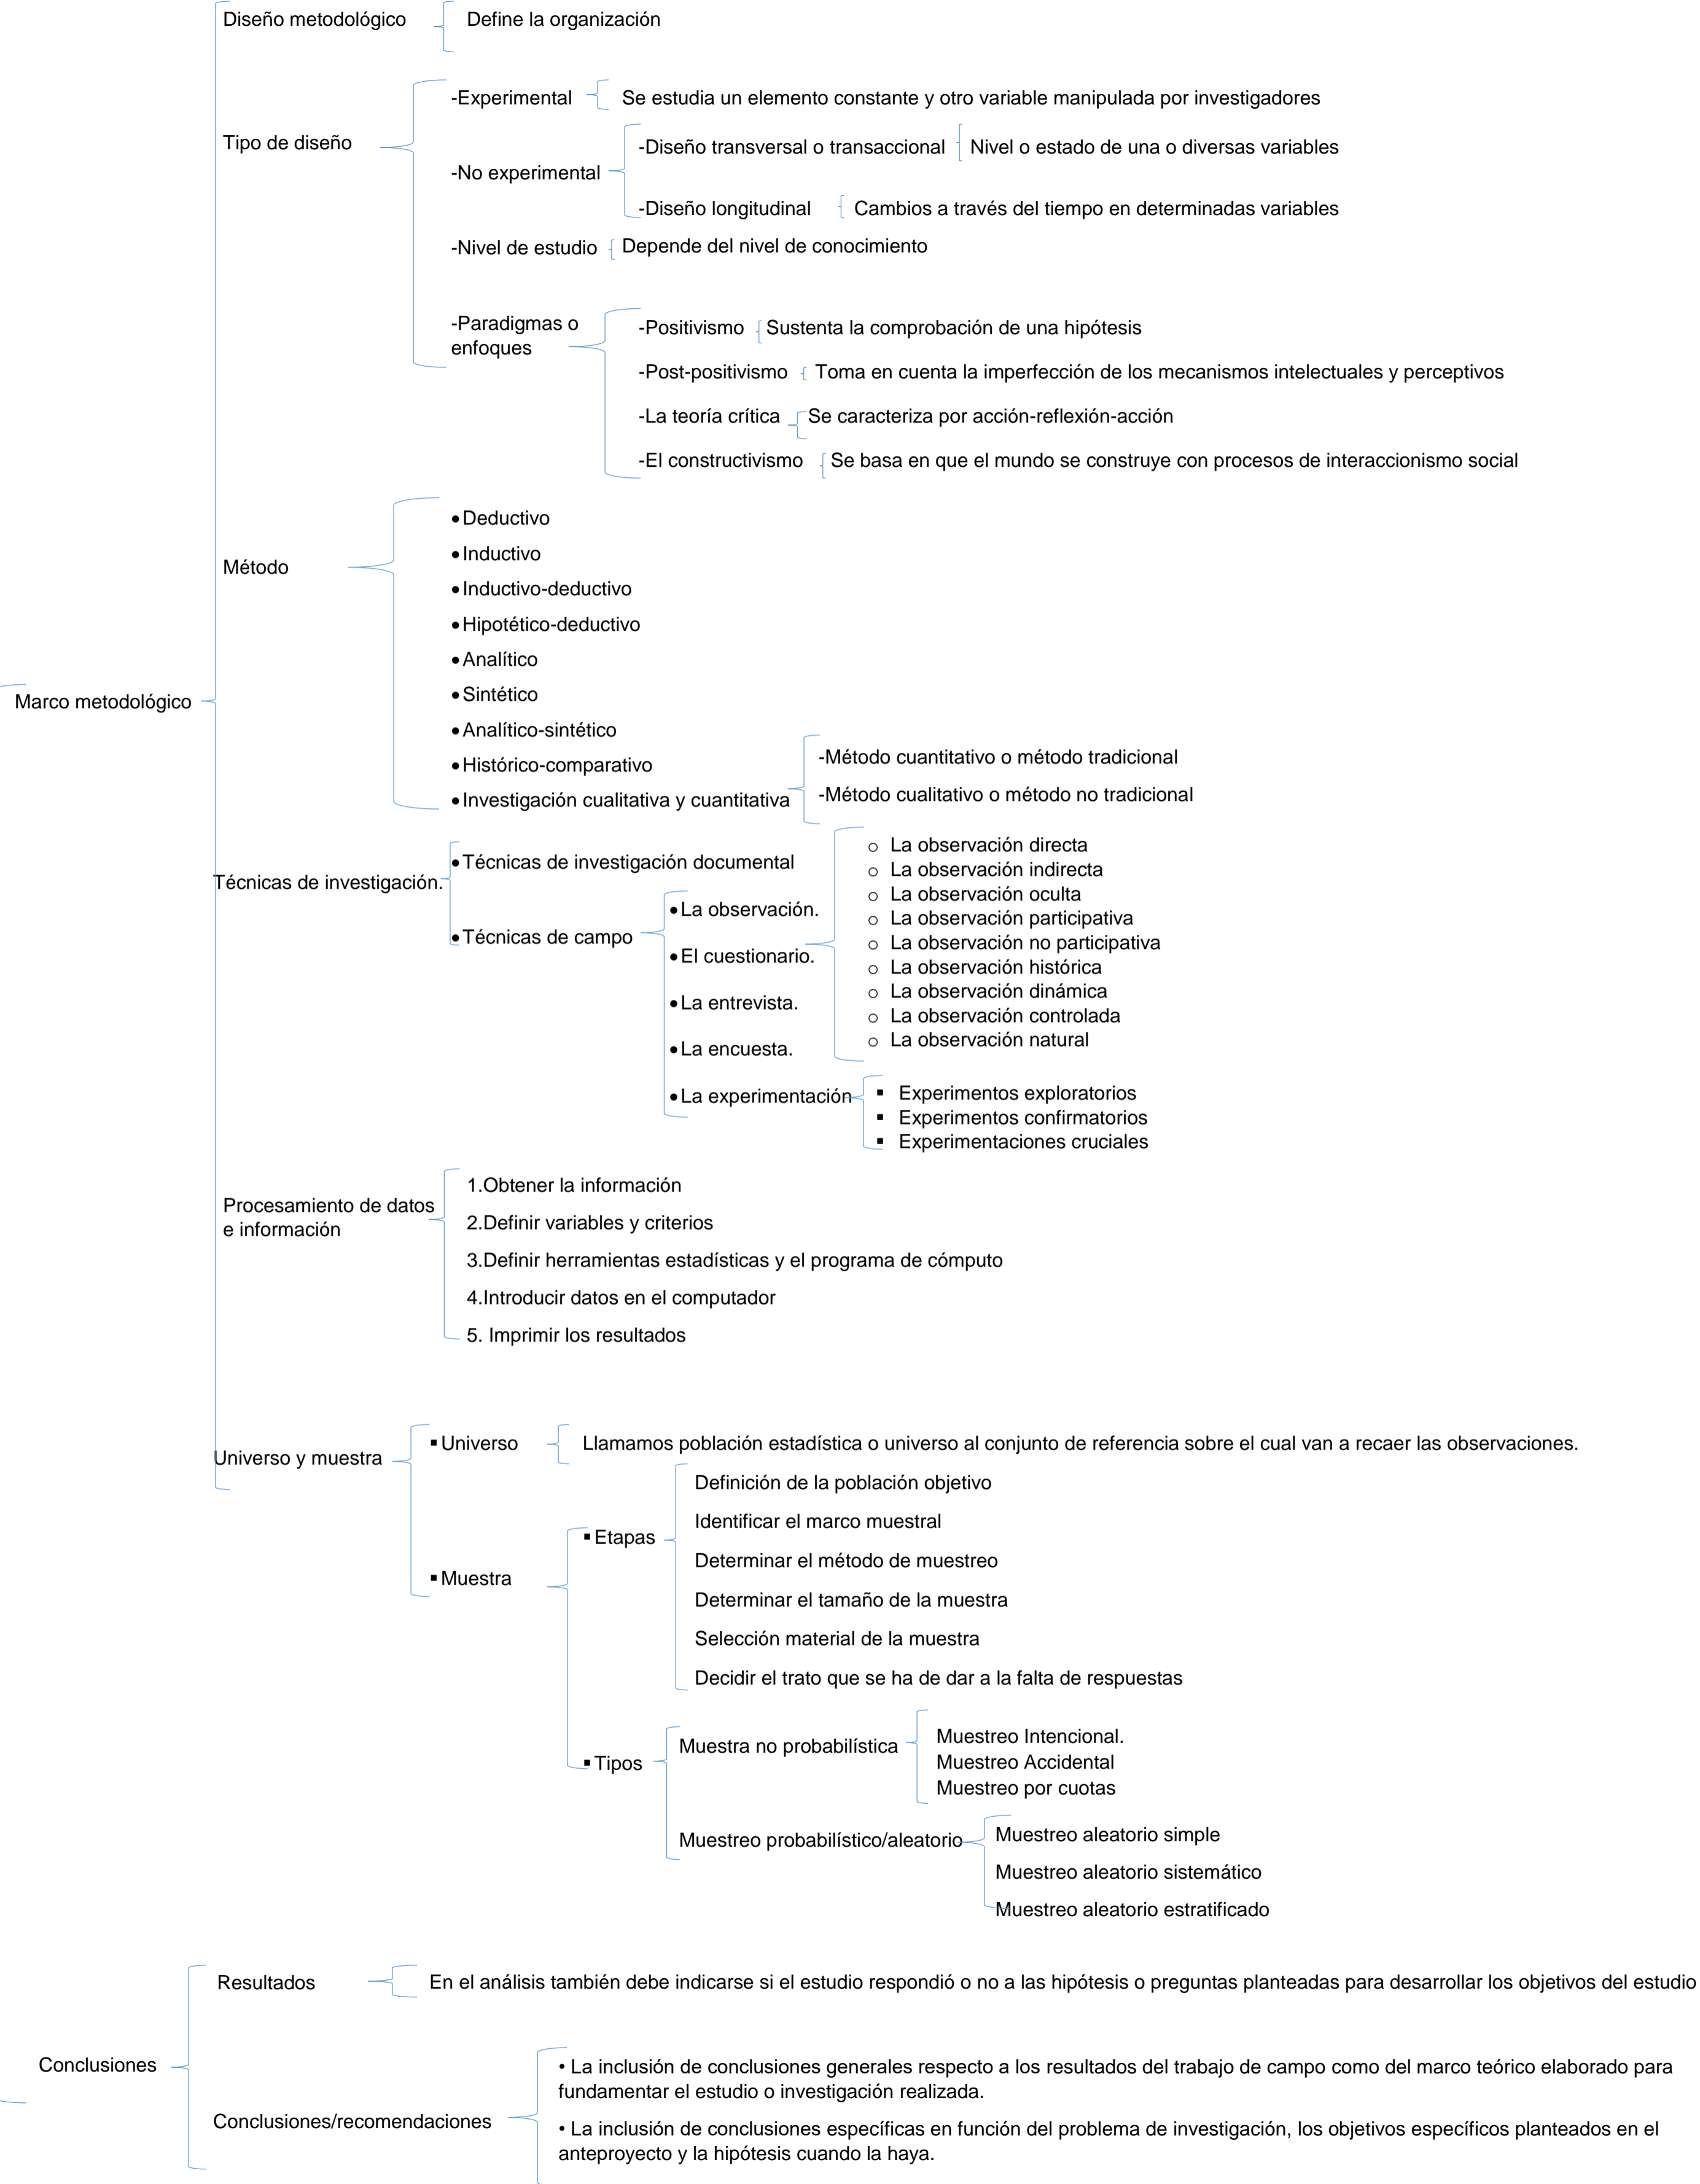 Diseño metodológico
Define la organización
Tipo de diseño
-Experimental
Se estudia un elemento constante y otro variable manipulada por investigadores
-No experimental
-Diseño transversal o transaccional
Nivel o estado de una o diversas variables
-Diseño longitudinal
Cambios a través del tiempo en determinadas variables
-Nivel de estudio
Depende del nivel de conocimiento
-Paradigmas o
enfoques
-Positivismo
Sustenta la comprobación de una hipótesis
-Post-positivismo
Toma en cuenta la imperfección de los mecanismos intelectuales y perceptivos
-La teoría crítica
Se caracteriza por acción-reflexión-acción
-El constructivismo
Se basa en que el mundo se construye con procesos de interaccionismo social
Marco metodológico
Método
•Deductivo
•Inductivo
•Inductivo-deductivo
•Hipotético-deductivo
•Analítico
•Sintético
•Analítico-sintético
•Histórico-comparativo
•Investigación cualitativa y cuantitativa
-Método cuantitativo o método tradicional
-Método cualitativo o método no tradicional
Técnicas de investigación.
•Técnicas de investigación documental
•Técnicas de campo
•La observación.
•El cuestionario.
•La entrevista.
•La encuesta.
•La experimentación
o La observación directa
o La observación indirecta
o La observación oculta
o La observación participativa
o La observación no participativa
o La observación histórica
o La observación dinámica
o La observación controlada
o La observación natural
▪ Experimentos exploratorios
▪ Experimentos confirmatorios
▪ Experimentaciones cruciales
Procesamiento de datos
e información
1.Obtener la información
2.Definir variables y criterios
3.Definir herramientas estadísticas y el programa de cómputo
4.Introducir datos en el computador
5. Imprimir los resultados
Universo y muestra
▪Universo
Llamamos población estadística o universo al conjunto de referencia sobre el cual van a recaer las observaciones.
▪Muestra
▪Etapas
Definición de la población objetivo
Identificar el marco muestral
Determinar el método de muestreo
Determinar el tamaño de la muestra
Selección material de la muestra
Decidir el trato que se ha de dar a la falta de respuestas
▪Tipos
Muestra no probabilística
Muestreo Intencional.
Muestreo Accidental
Muestreo por cuotas
Muestreo probabilístico/aleatorio
Muestreo aleatorio simple
Muestreo aleatorio sistemático
Muestreo aleatorio estratificado
Conclusiones
Resultados
En el análisis también debe indicarse si el estudio respondió o no a las hipótesis o preguntas planteadas para desarrollar los objetivos del estudio
Conclusiones/recomendaciones
• La inclusión de conclusiones generales respecto a los resultados del trabajo de campo como del marco teórico elaborado para
fundamentar el estudio o investigación realizada.
• La inclusión de conclusiones específicas en función del problema de investigación, los objetivos específicos planteados en el
anteproyecto y la hipótesis cuando la haya.